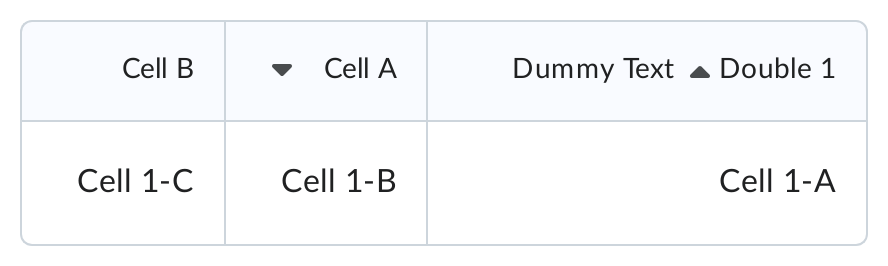 Cell B
Cell A
Dummy Text
Double 1
Cell 1-C
Cell 1-B
Cell 1-A